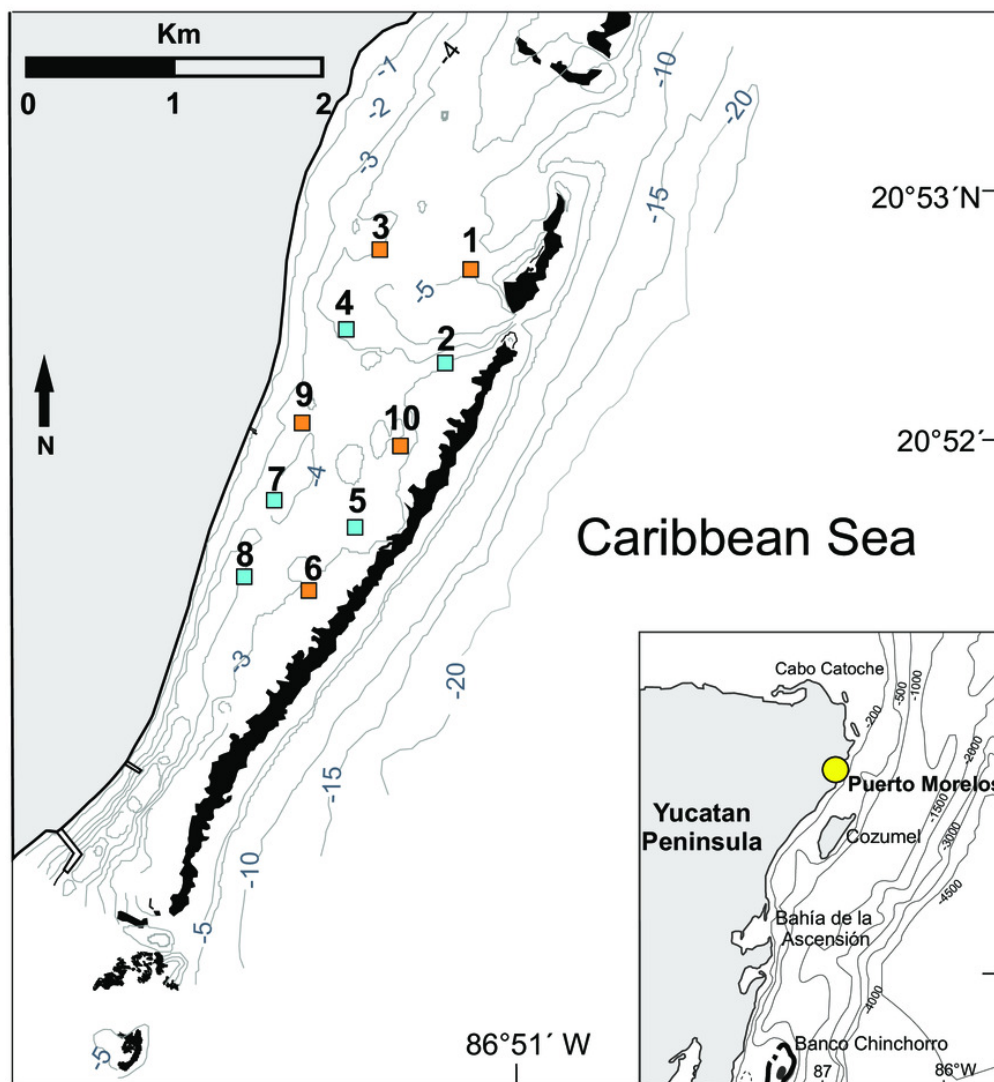 Km
0 1 2
-1
-2
-3
-4
-10
-20
-15
20°53´N
3
1
-5
4
2
9
10
20°52´
N
-4
7
5
Caribbean Sea
8
6
-3
-20
-15
-10
-5
-5
86°51´ W
Cabo Catoche
-200
-500
-1000
-2000
Puerto Morelos
Yucatan
Peninsula
-1500
Cozumel
-3000
-4500
Bahía de la
Ascensión
-4000
Banco Chinchorro
87
86°W